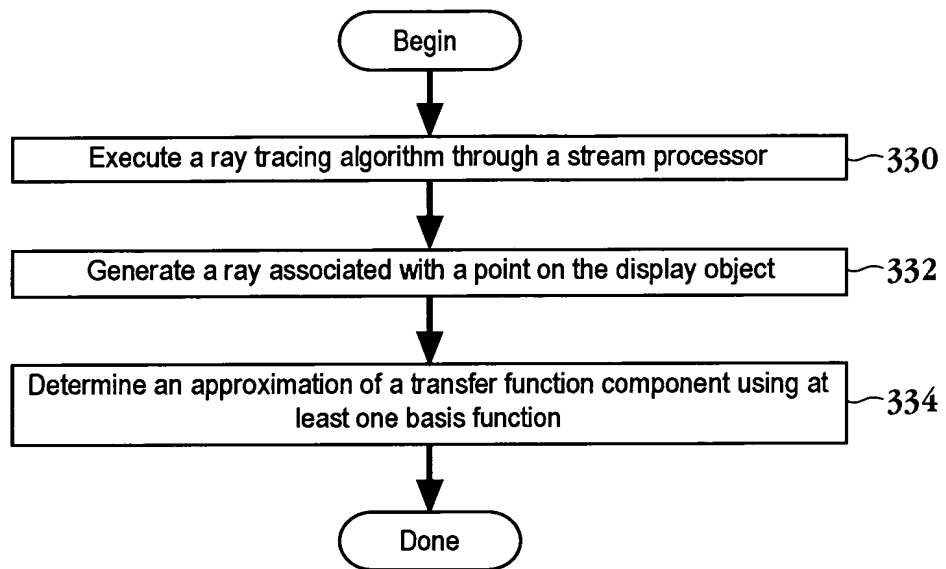 Begin
Execute a ray tracing algorithm through a stream processor
330
Generate a ray associated with a point on the display object
332
Determine an approximation of a transfer function component using at
least one basis function
334
Done